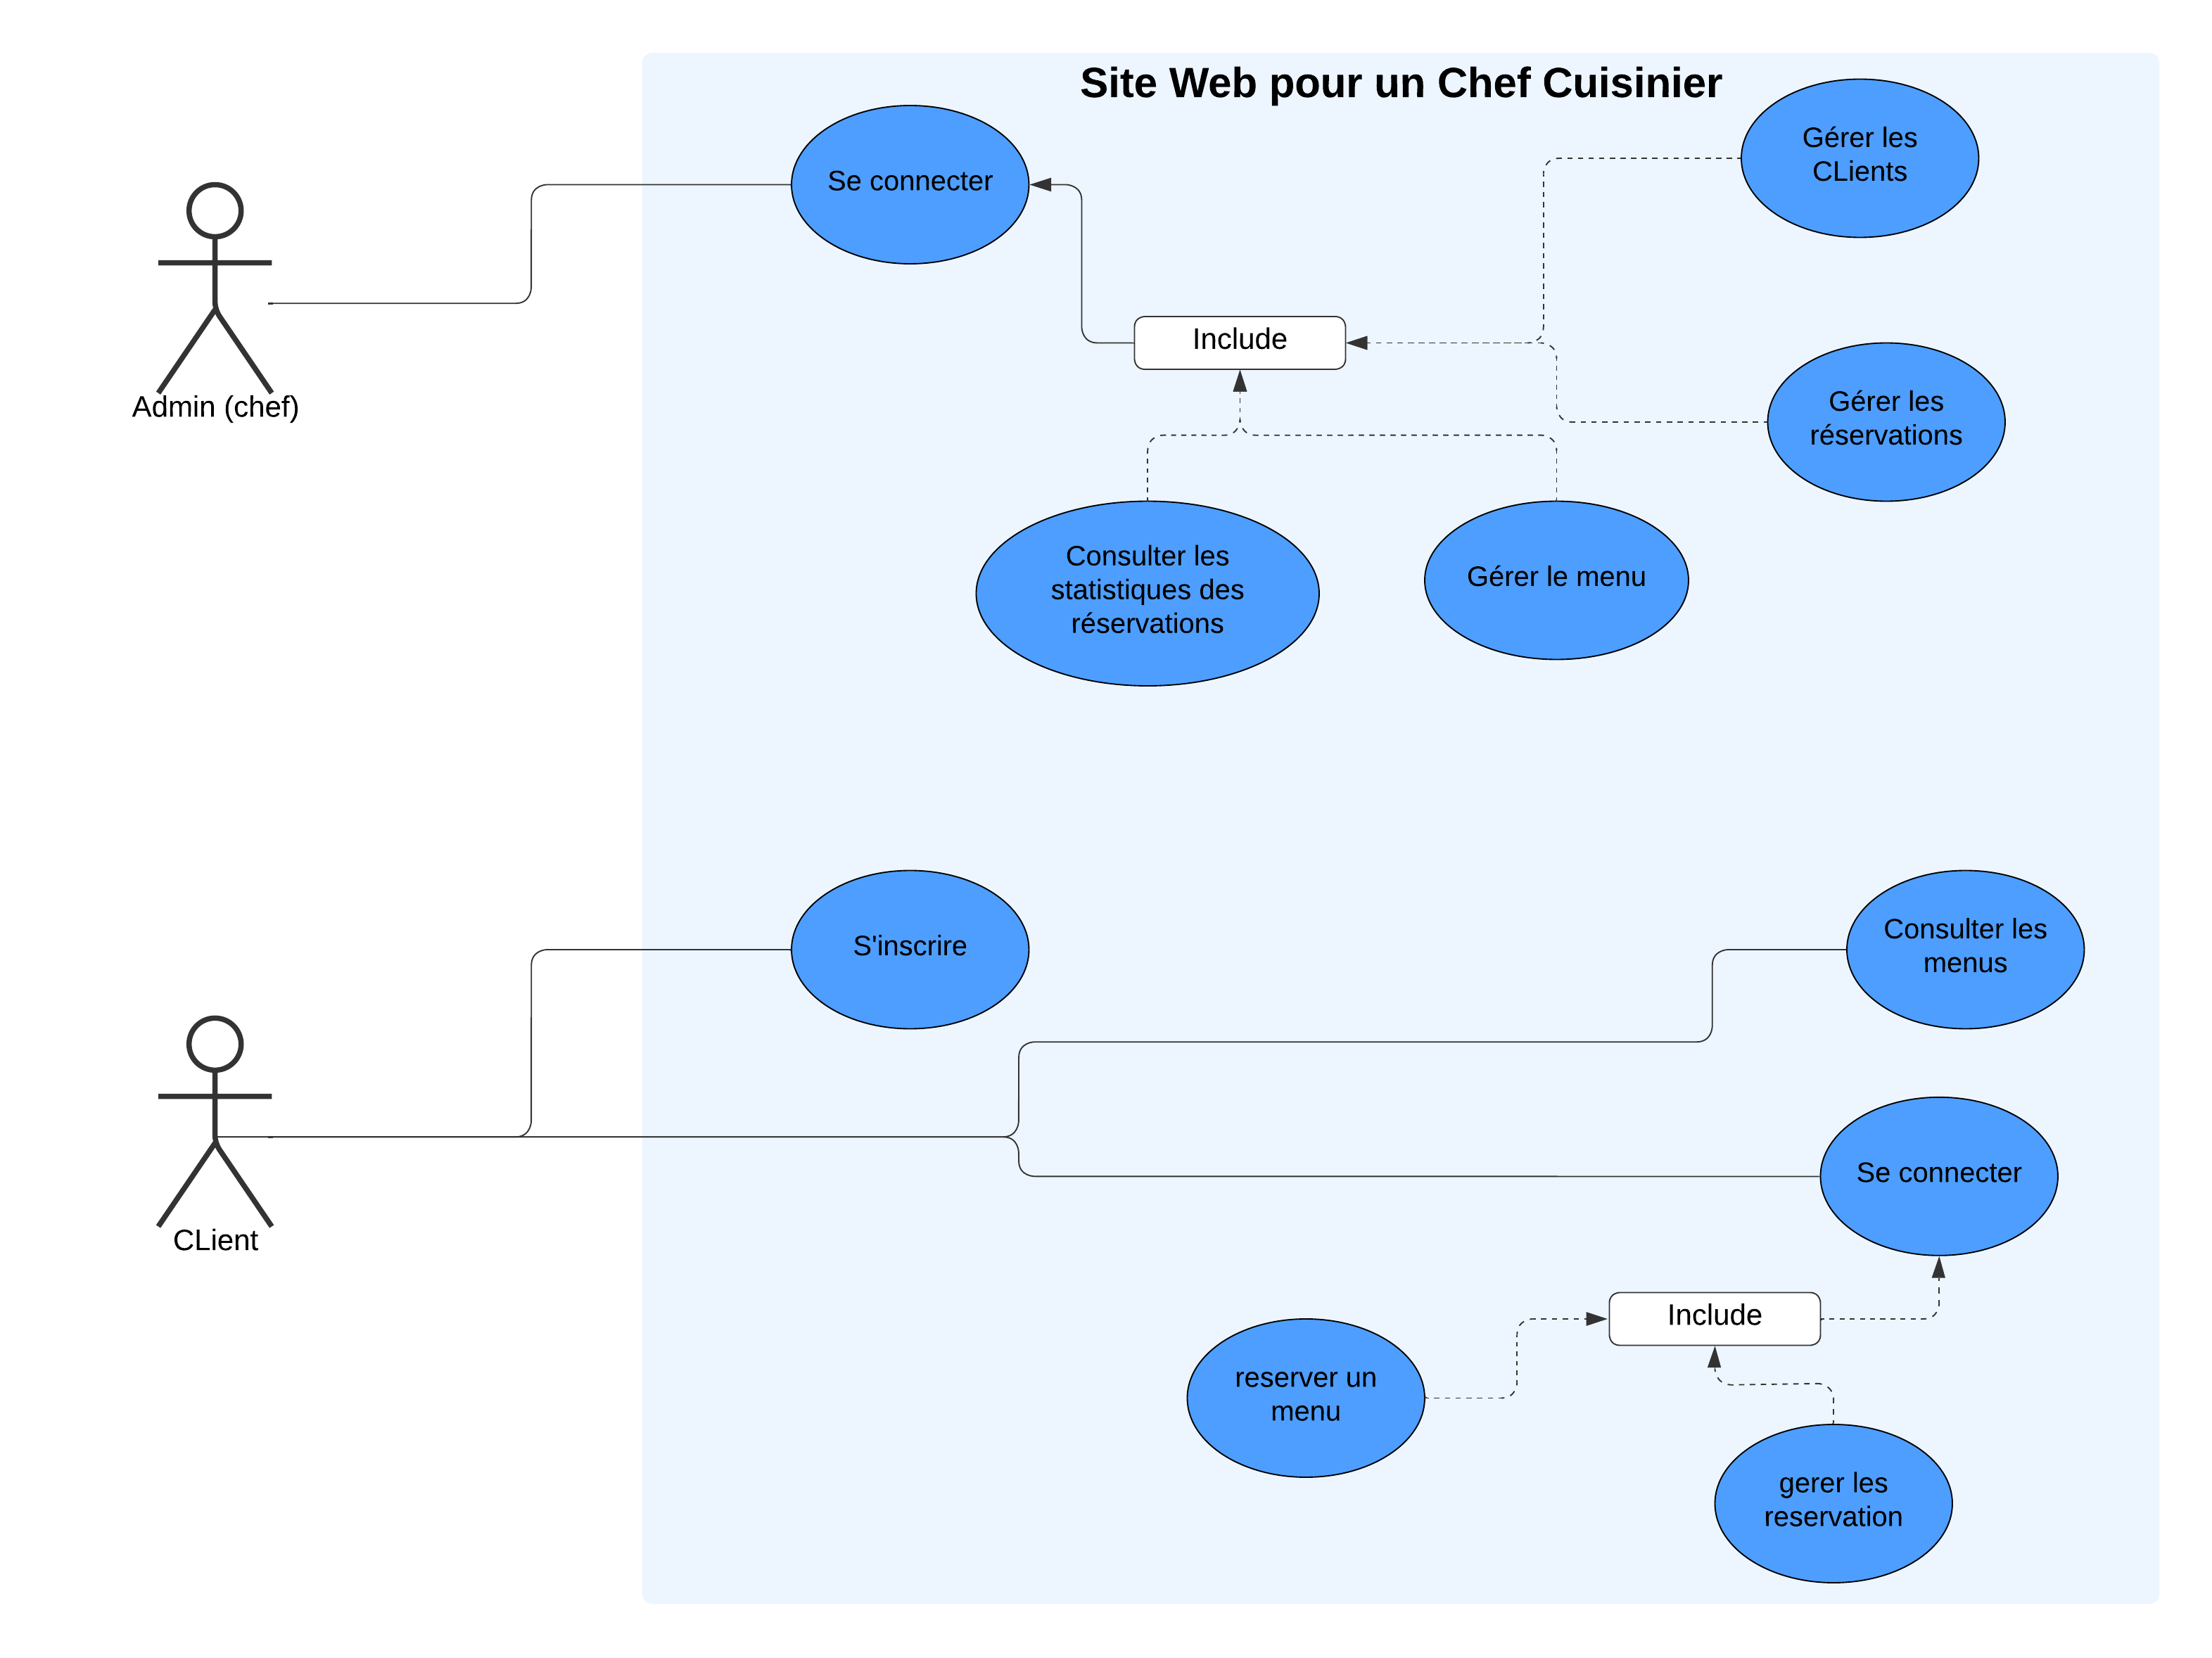 Site Web pour un Chef Cuisinier
Gérer les
CLients
Se connecter
Include
Admin (chef)
Gérer les
réservations
Consulter les
statistiques des
réservations
Gérer le menu
S'inscrire
Consulter les
menus
Se connecter
CLient
Include
reserver un
menu
gerer les
reservation